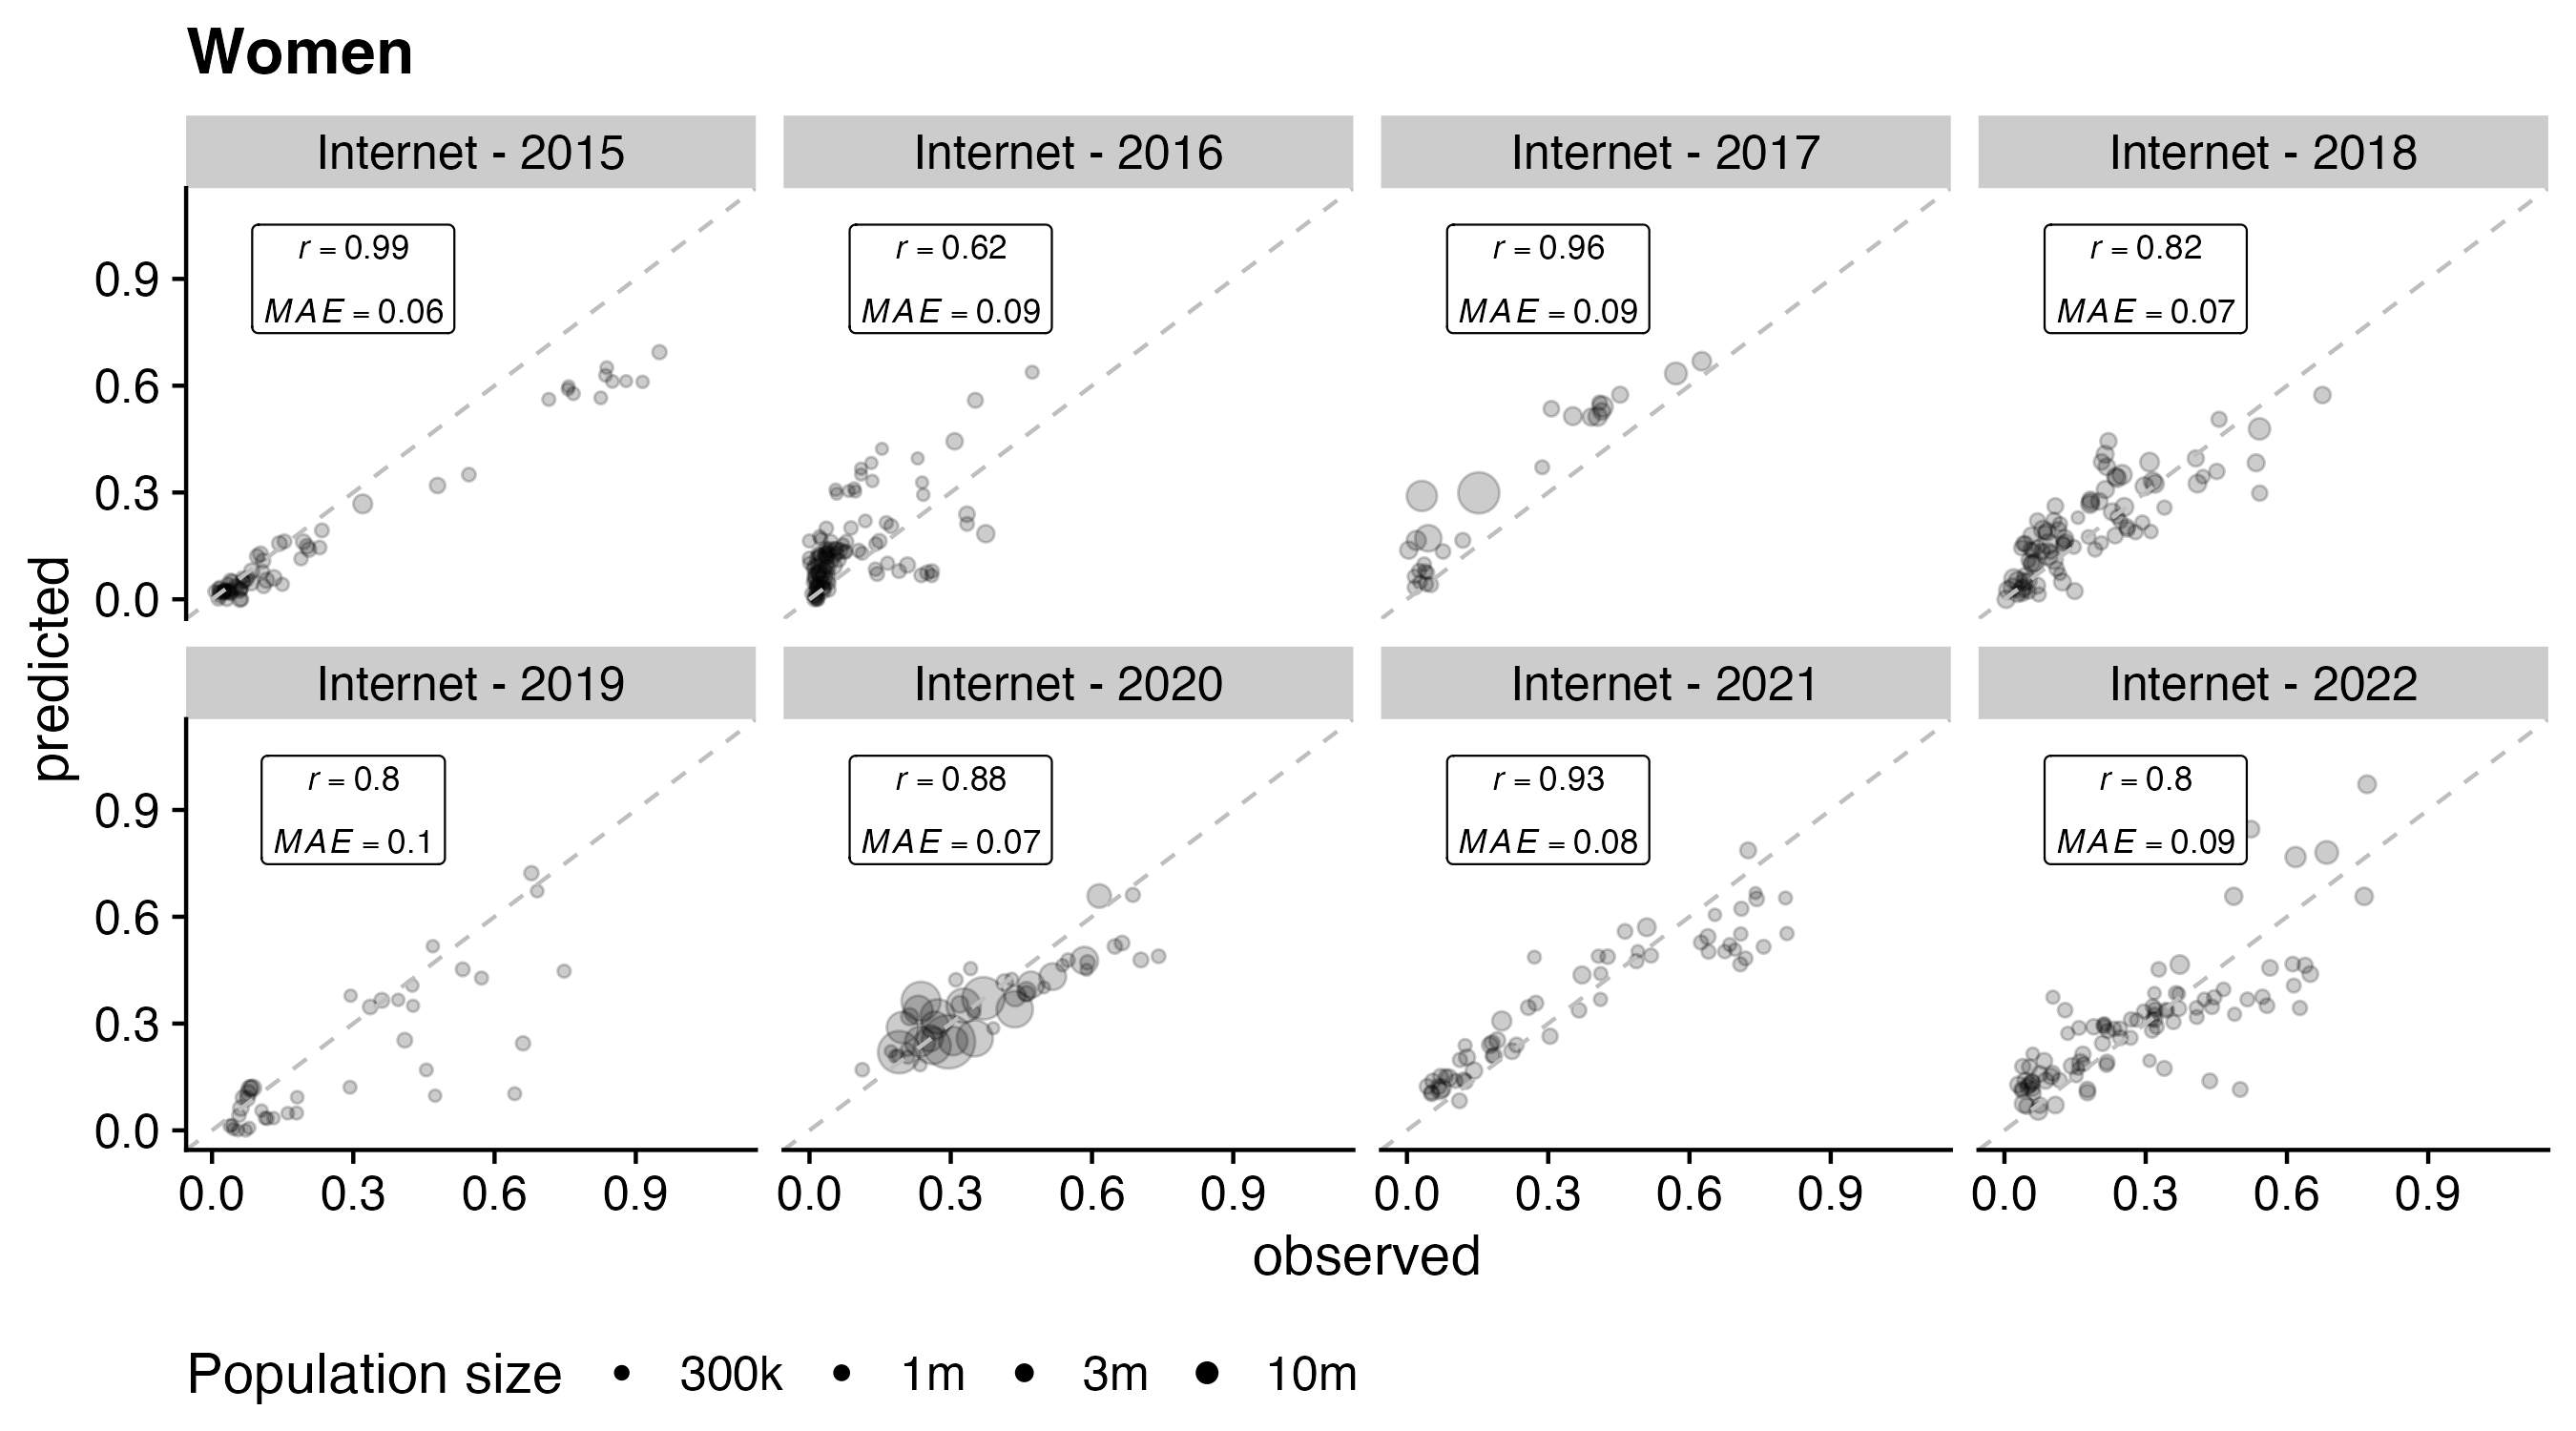 Women
Internet - 2015
Internet - 2016
Internet - 2017
Internet - 2018
r = 0.99
MAE = 0.06
r = 0.62
MAE = 0.09
r = 0.96
MAE = 0.09
r = 0.82
MAE = 0.07
0.9
0.6
0.3
0.0
predicted
Internet - 2019
Internet - 2020
Internet - 2021
Internet - 2022
r = 0.8
MAE = 0.1
r = 0.88
MAE = 0.07
r = 0.93
MAE = 0.08
r = 0.8
MAE = 0.09
0.9
0.6
0.3
0.0
0.0 0.3 0.6 0.9
0.0 0.3 0.6 0.9
0.0 0.3 0.6 0.9
0.0 0.3 0.6 0.9
observed
Population size 300k 1m 3m 10m